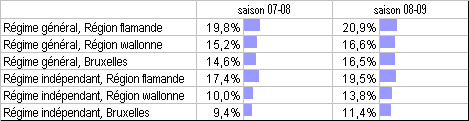 saison 07-08 saison 08-09
Régime général, Région flamande 19,8% 20,9%
Régime général, Région wallonne 15,2% 16,6%
Régime général, Bruxelles 14,6% 16,5%
Régime indépendant, Région flamande 17,4% 19,5%
Régime indépendant, Région wallonne 10,0% 13,8%
Régime indépendant, Bruxelles 9,4% 11,4%